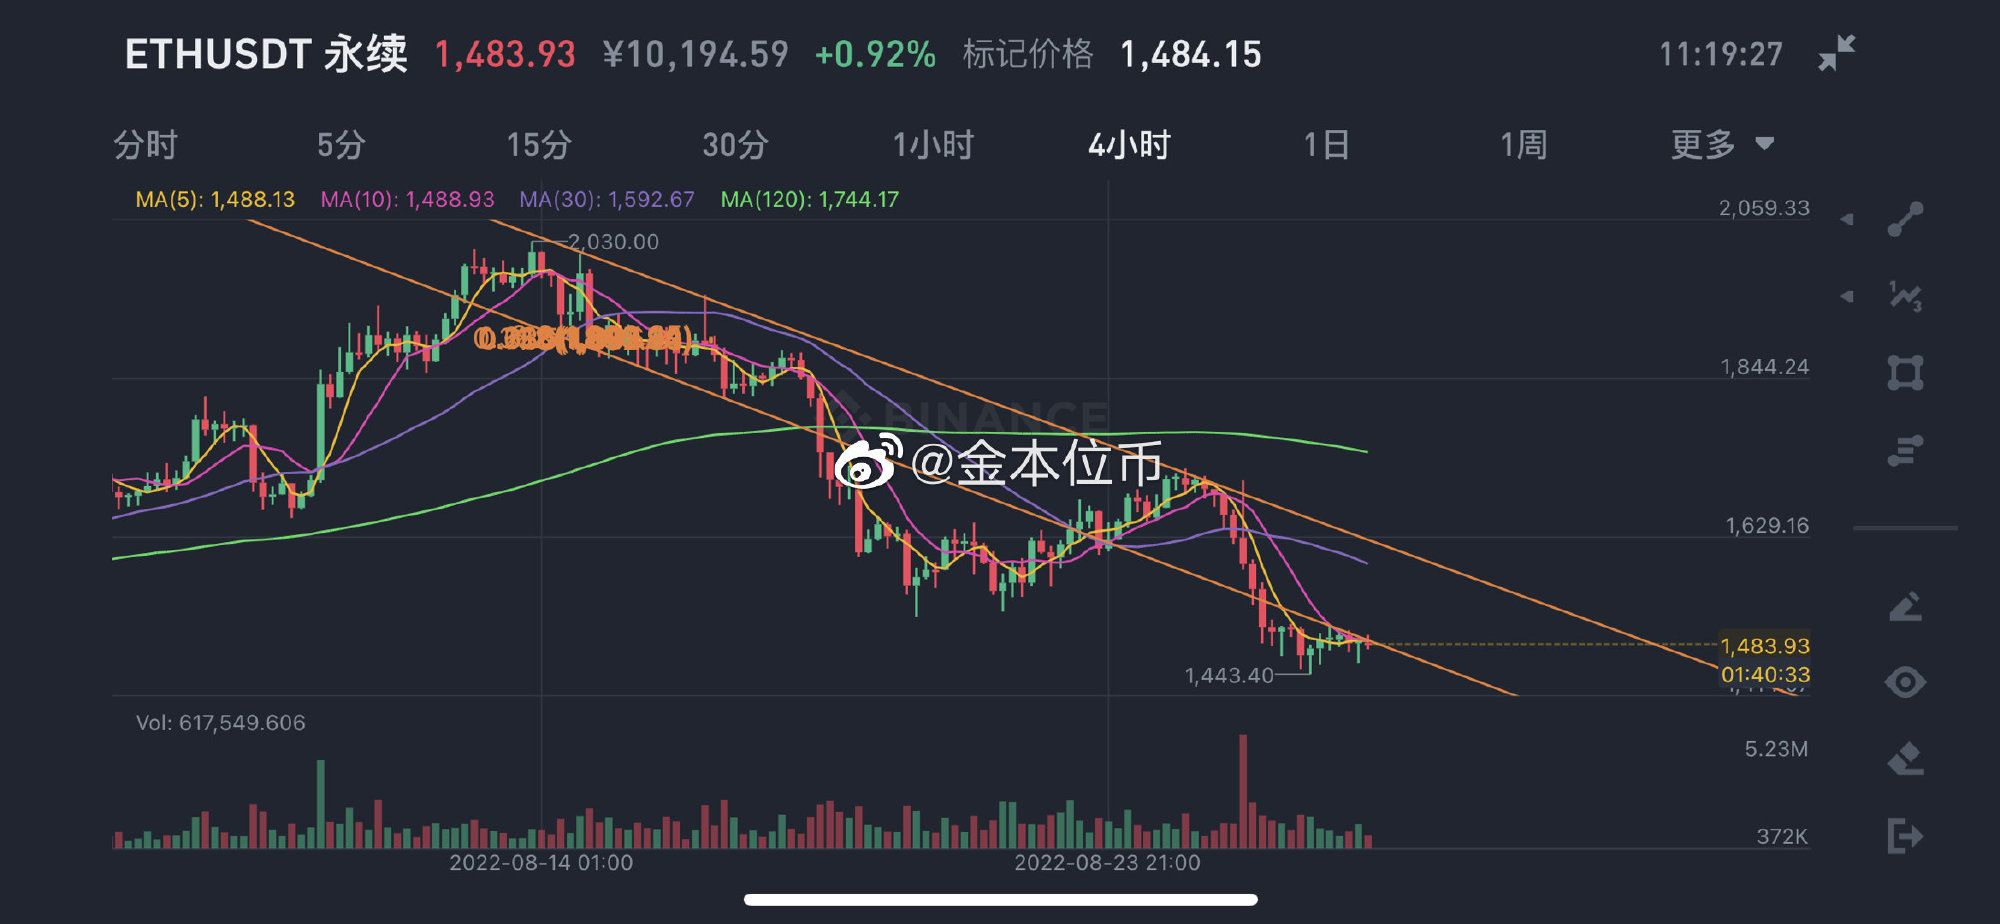 ETHUSDT 永续 1,483.93 ¥10,194.59 +0.92% 标记价格 1,484.15 11:19:27
分时 5分 15分 30分 1小时 4小时 1日 1周 更多
MA(5): 1,488.13 MA(10): 1,488.93 MA(30): 1,592.67 MA(120): 1,744.17
2,059.33
2,030.00
1,844.24
BINANCE
@金本位币
1,629.16
1,483.93
01:40:33
1,443.40
Vol: 617,549.606
5.23M
372K
2022-08-14 01:00 2022-08-23 21:00